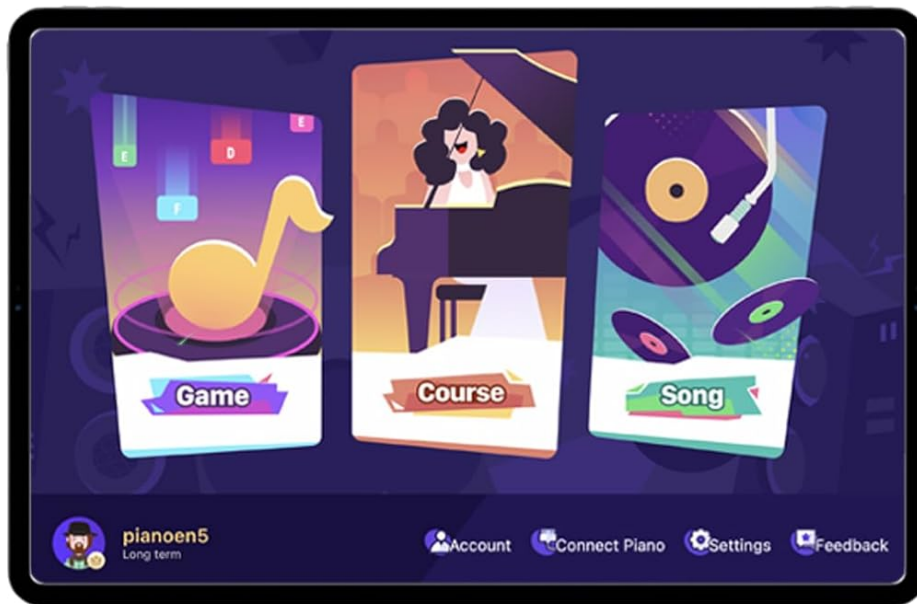 E
D
E
F
Game
Course
Song
pianoen5
Long term
Account
Connect Piano
Settings
Feedback